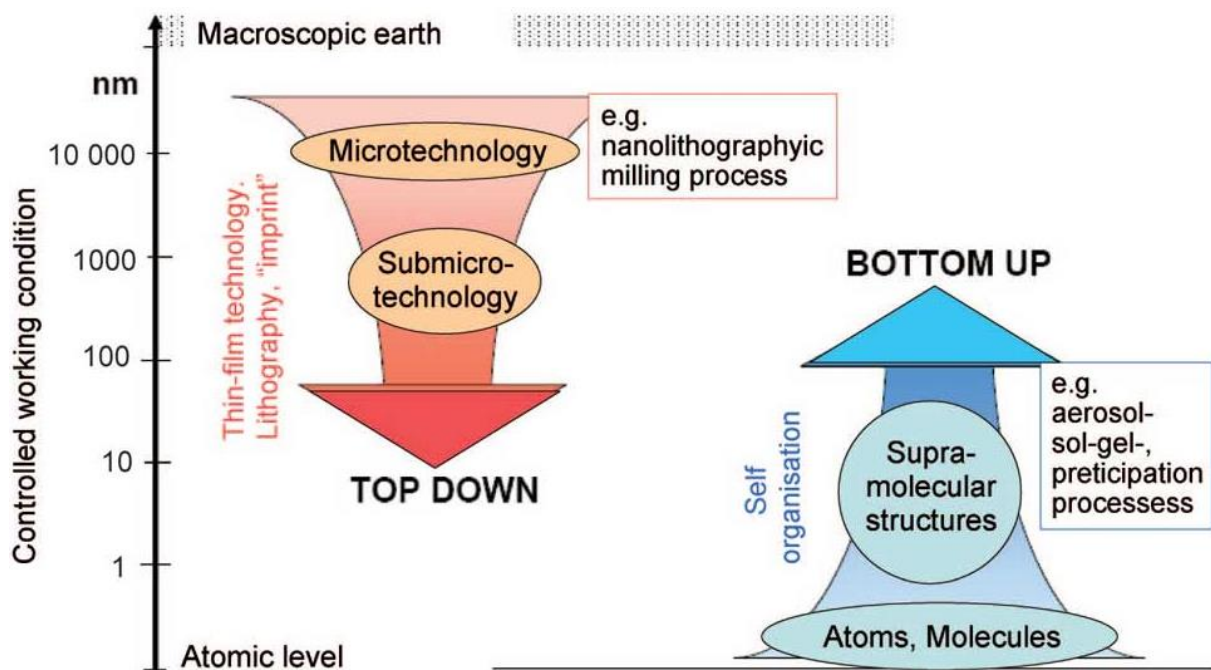 Macroscopic earth
nm
10 000
1000
100
10
1
Controlled working condition
Atomic level
Thin-film technology.
Lithography, “imprint”
Microtechnology
Submicro-
technology
TOP DOWN
e.g.
nanolithographyic
milling process
BOTTOM UP
Self
organisation
Supra-
molecular
structures
Atoms, Molecules
e.g.
aerosol-
sol-gel-,
preticipation
processess